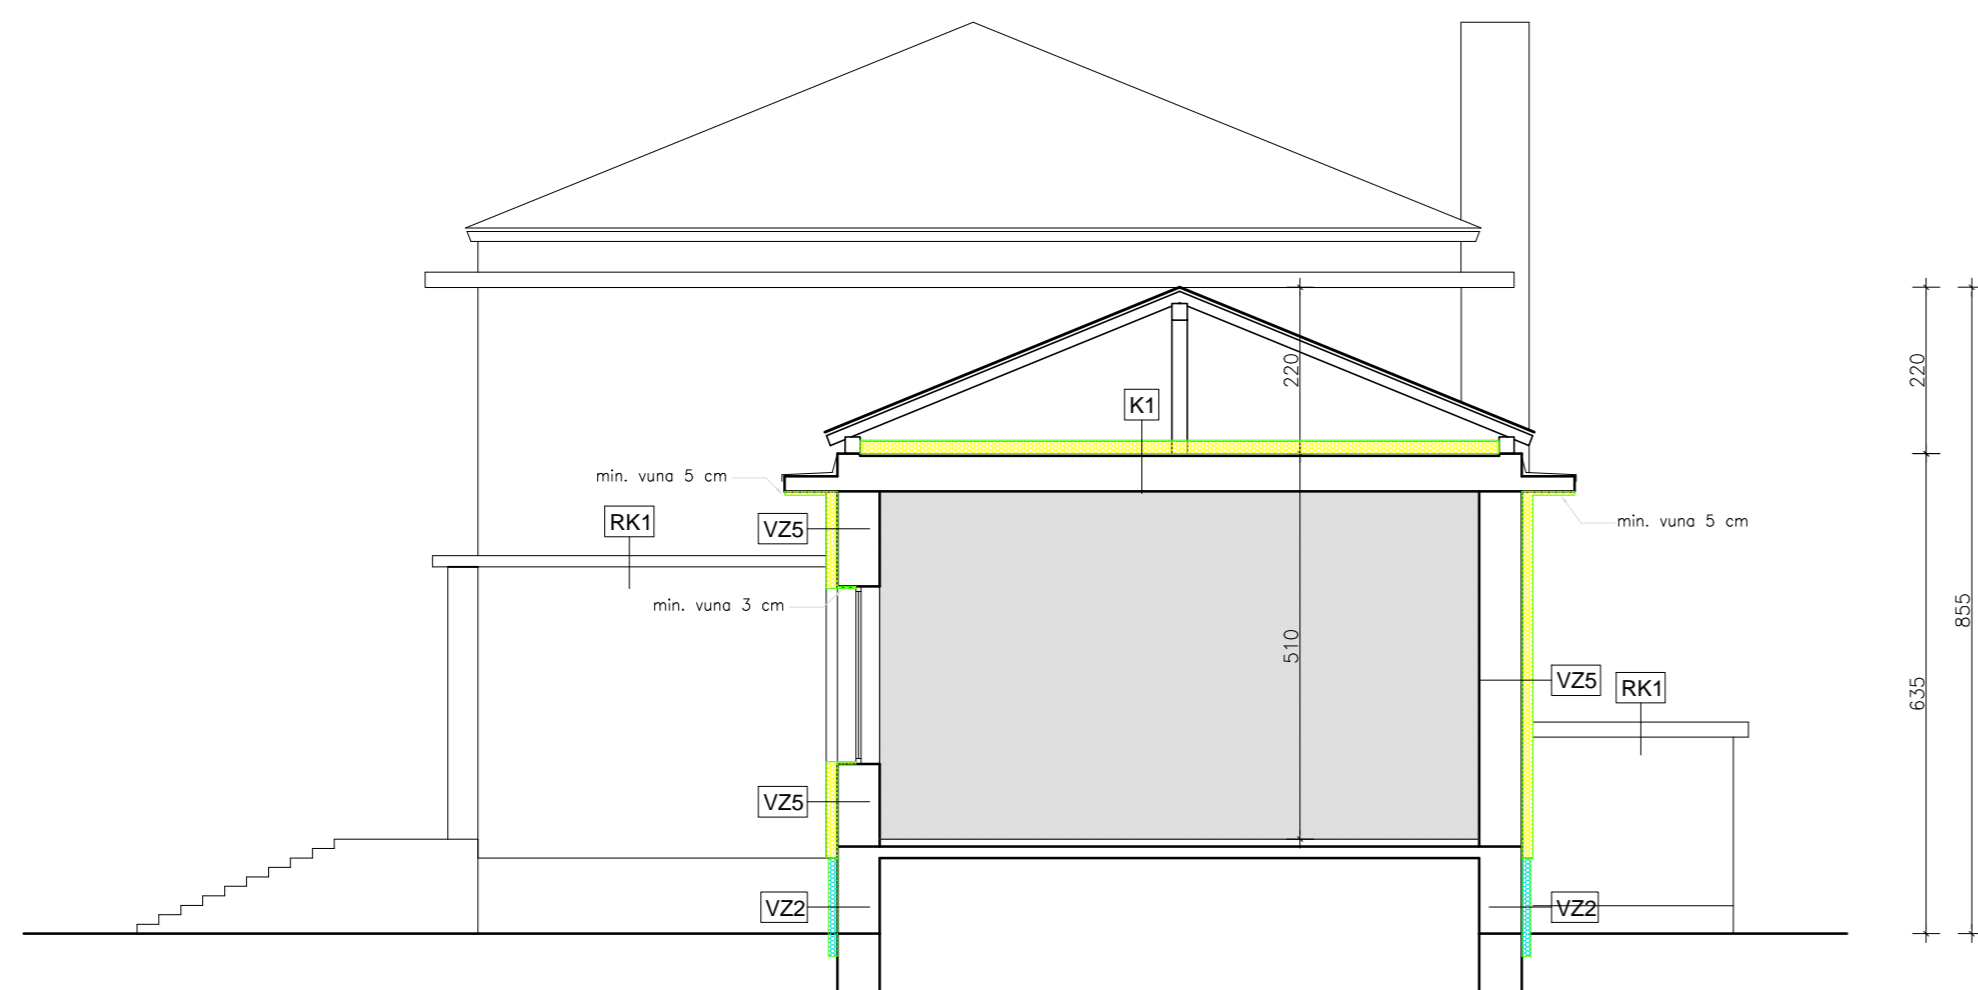 220
220
K1
min. vuna 5 cm
RK1
VZ5
min. vuna 5 cm
min. vuna 3 cm
855
510
VZ5
RK1
635
VZ5
VZ2
VZ2